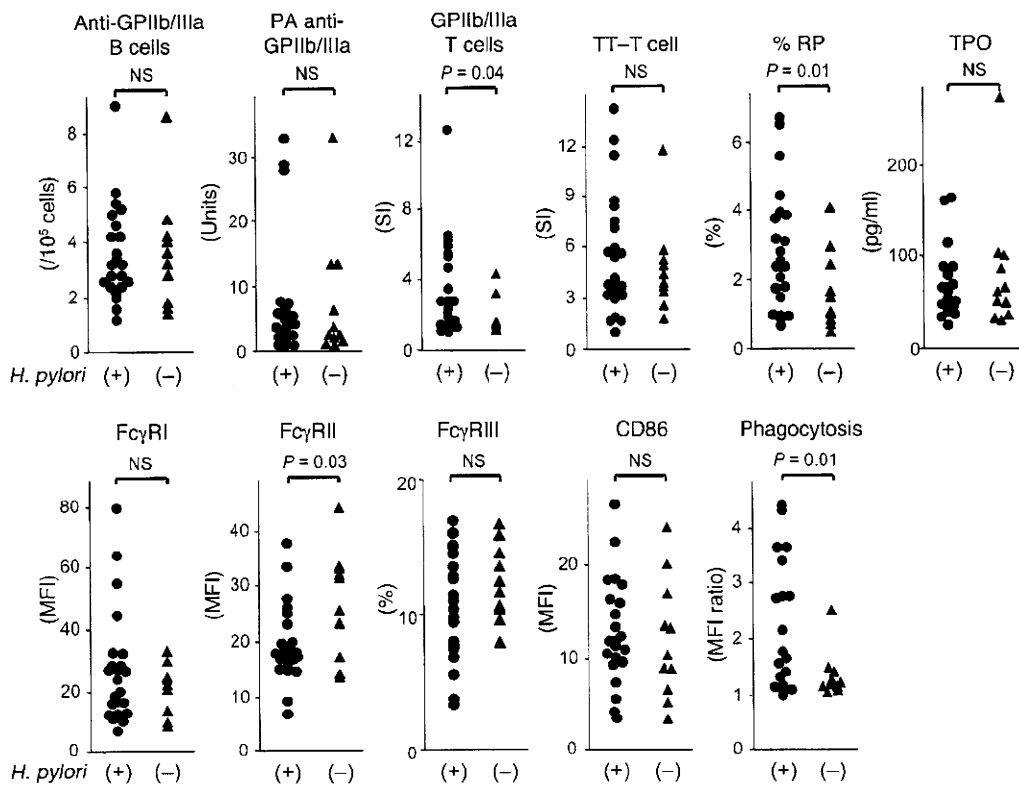 Anti-GPIIb/IIIa
B cells
NS
(/10⁵ cells)
8
6
4
2
0
PA anti-
GPIIb/IIIa
NS
(Units)
30
20
10
0
GPIIb/IIIa
T cells
P = 0.04
(SI)
12
8
4
0
TT–T cell
NS
(SI)
12
9
6
3
0
% RP
P = 0.01
(%)
6
4
2
0
TPO
NS
(pg/ml)
200
100
0
H. pylori (+) (–) (+) (–) (+) (–) (+) (–) (+) (–) (+) (–)
FcγRI
NS
(MFI)
80
60
40
20
0
FcγRII
P = 0.03
(MFI)
40
30
20
10
0
FcγRIII
NS
(%)
20
10
0
CD86
NS
(MFI)
20
10
0
Phagocytosis
P = 0.01
(MFI ratio)
4
3
2
1
0
H. pylori (+) (–) (+) (–) (+) (–) (+) (–) (+) (–)